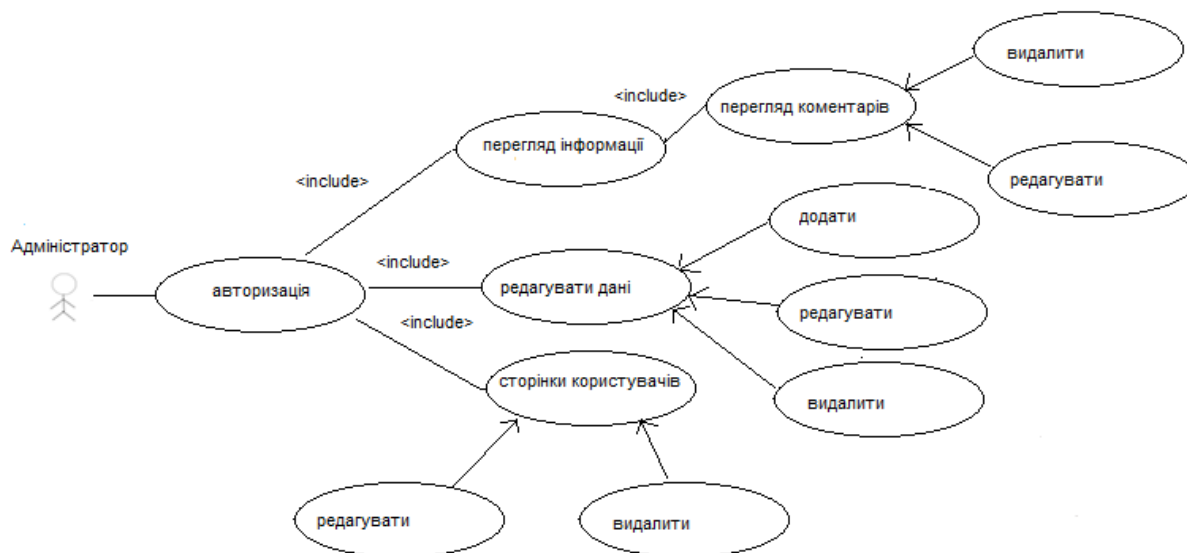 видалити
<include>
перегляд коментарів
перегляд інформації
<include>
редагувати
додати
Адміністратор
<include>
авторизація
редагувати дані
редагувати
<include>
сторінки користувачів
видалити
редагувати
видалити